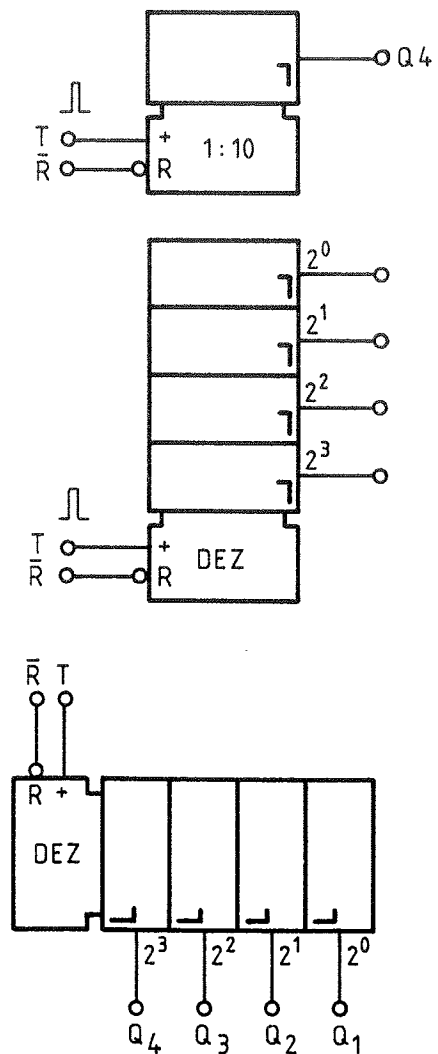 Q4
T +
1:10
R̅ R
2⁰
2¹
2²
2³
T +
DEZ
R̅ R
R̅ T
R +
DEZ
2³ 2² 2¹ 2⁰
Q₄ Q₃ Q₂ Q₁